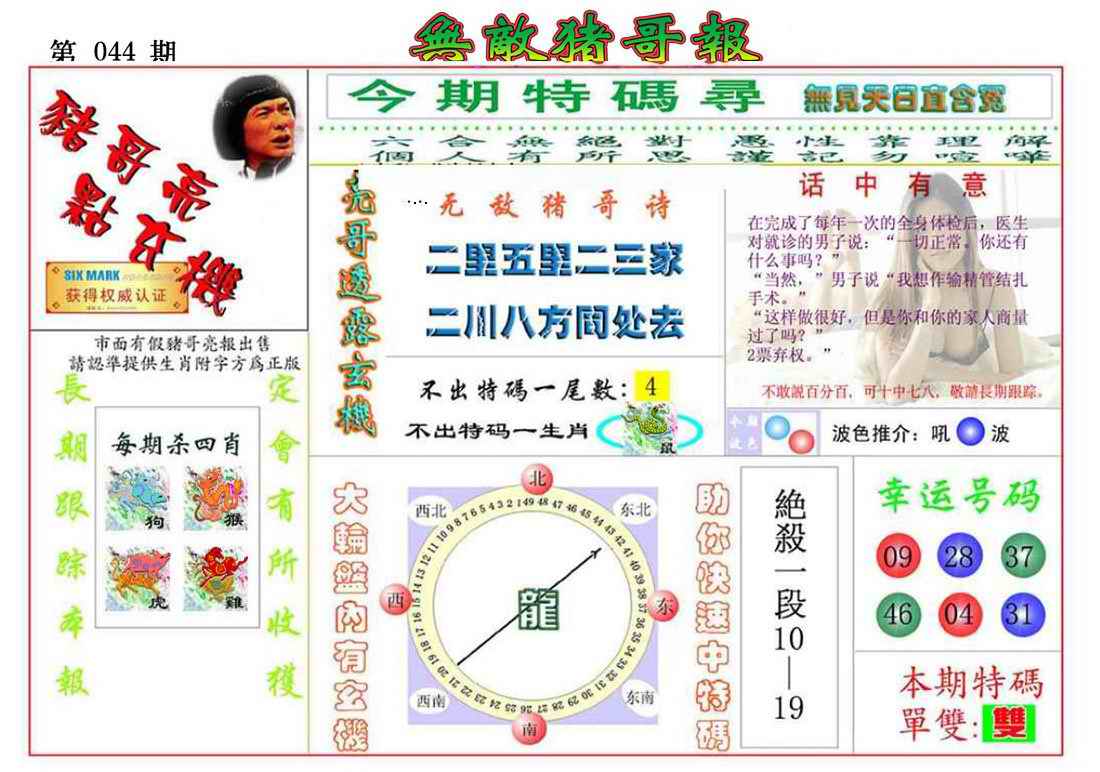 第 044 期
無敵猪哥報
豬哥亮
點玄機
SIX MARK
获得权威认证
今期特碼尋 無見天日直含冤
六合無絕對 愚性靠理解
個人有所思 謹記勿喧嘩
亮哥透露玄機
无敌猪哥诗
二里五里二三家
二川八方同处去
不出特碼一尾數: 4
不出特码一生肖 鼠
话中有意
在完成了每年一次的全身体检后，医生
对就诊的男子说：“一切正常。你还有
什么事吗？”
“当然，”男子说“我想作输精管结扎
手术。”
“这样做很好，但是你和你的家人商量
过了吗？”
2票弃权。”
不敢説百分百，可十中七八，敬請長期跟踪。
今期
波色
波色推介: 吼 波
市面有假豬哥亮報出售
請認準提供生肖附字方爲正版
長期跟踪本報
定會有所收獲
每期杀四肖
狗 猴
虎 雞
大輪盤內有玄機
北
西北 东北
西 龍 东
西南 东南
南
1 2 3 4 5 6 7 8 9 10 11 12 13 14 15 16 17 18 19 20 21 22 23 24 25 26 27 28 29 30 31 32 33 34 35 36 37 38 39 40 41 42 43 44 45 46 47 48 49
助你快速中特碼
絕殺一段10—19
幸运号码
09 28 37
46 04 31
本期特碼
單雙: 雙